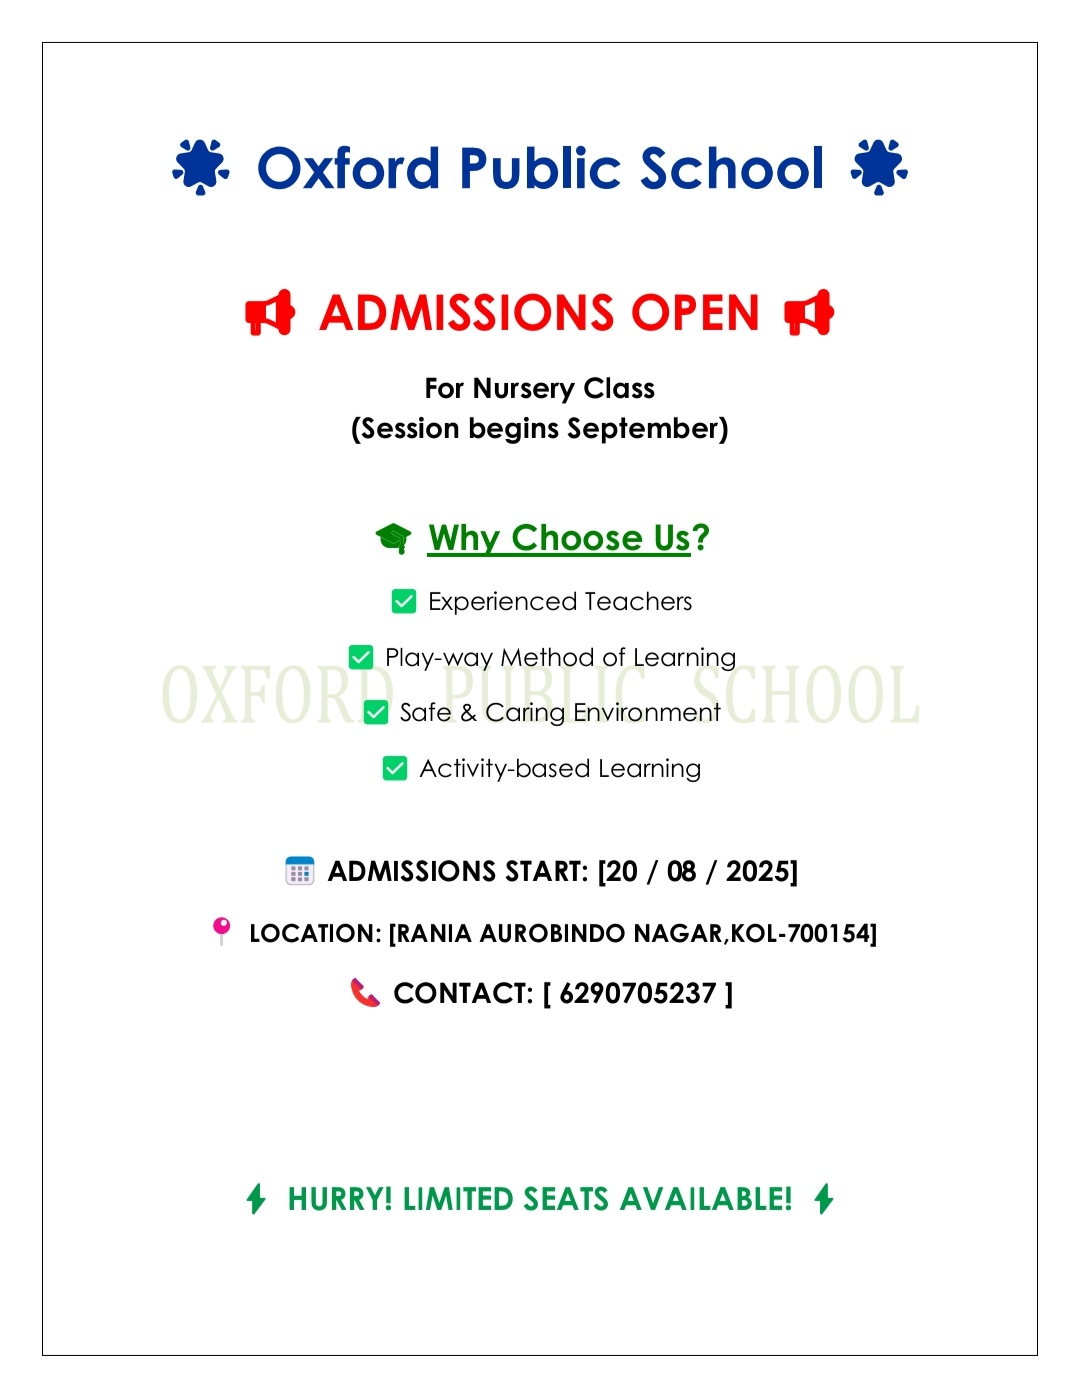 Oxford Public School
ADMISSIONS OPEN
For Nursery Class
(Session begins September)
Why Choose Us?
Experienced Teachers
Play-way Method of Learning
OXFORD PUBLIC SCHOOL
Safe & Caring Environment
Activity-based Learning
ADMISSIONS START: [20 / 08 / 2025]
LOCATION: [RANIA AUROBINDO NAGAR,KOL-700154]
CONTACT: [ 6290705237 ]
HURRY! LIMITED SEATS AVAILABLE!